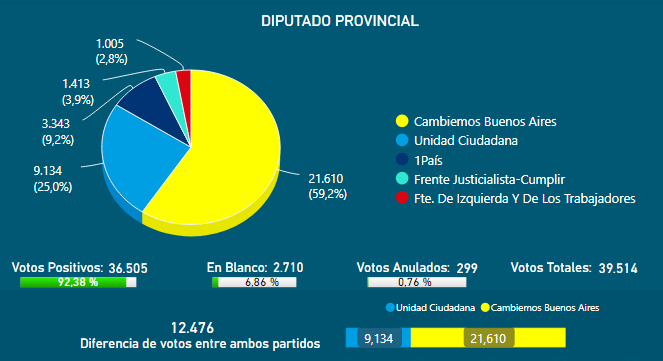 DIPUTADO PROVINCIAL
1.005
(2,8%)
1.413
(3,9%)
3.343
(9,2%)
9.134
(25,0%)
21.610
(59,2%)
Cambiemos Buenos Aires
Unidad Ciudadana
1País
Frente Justicialista-Cumplir
Fte. De Izquierda Y De Los Trabajadores
Votos Positivos: 36.505
92,38 %
En Blanco: 2.710
6,86 %
Votos Anulados: 299
0,76 %
Votos Totales: 39.514
Unidad Ciudadana Cambiemos Buenos Aires
12.476
Diferencia de votos entre ambos partidos
9,134 21,610